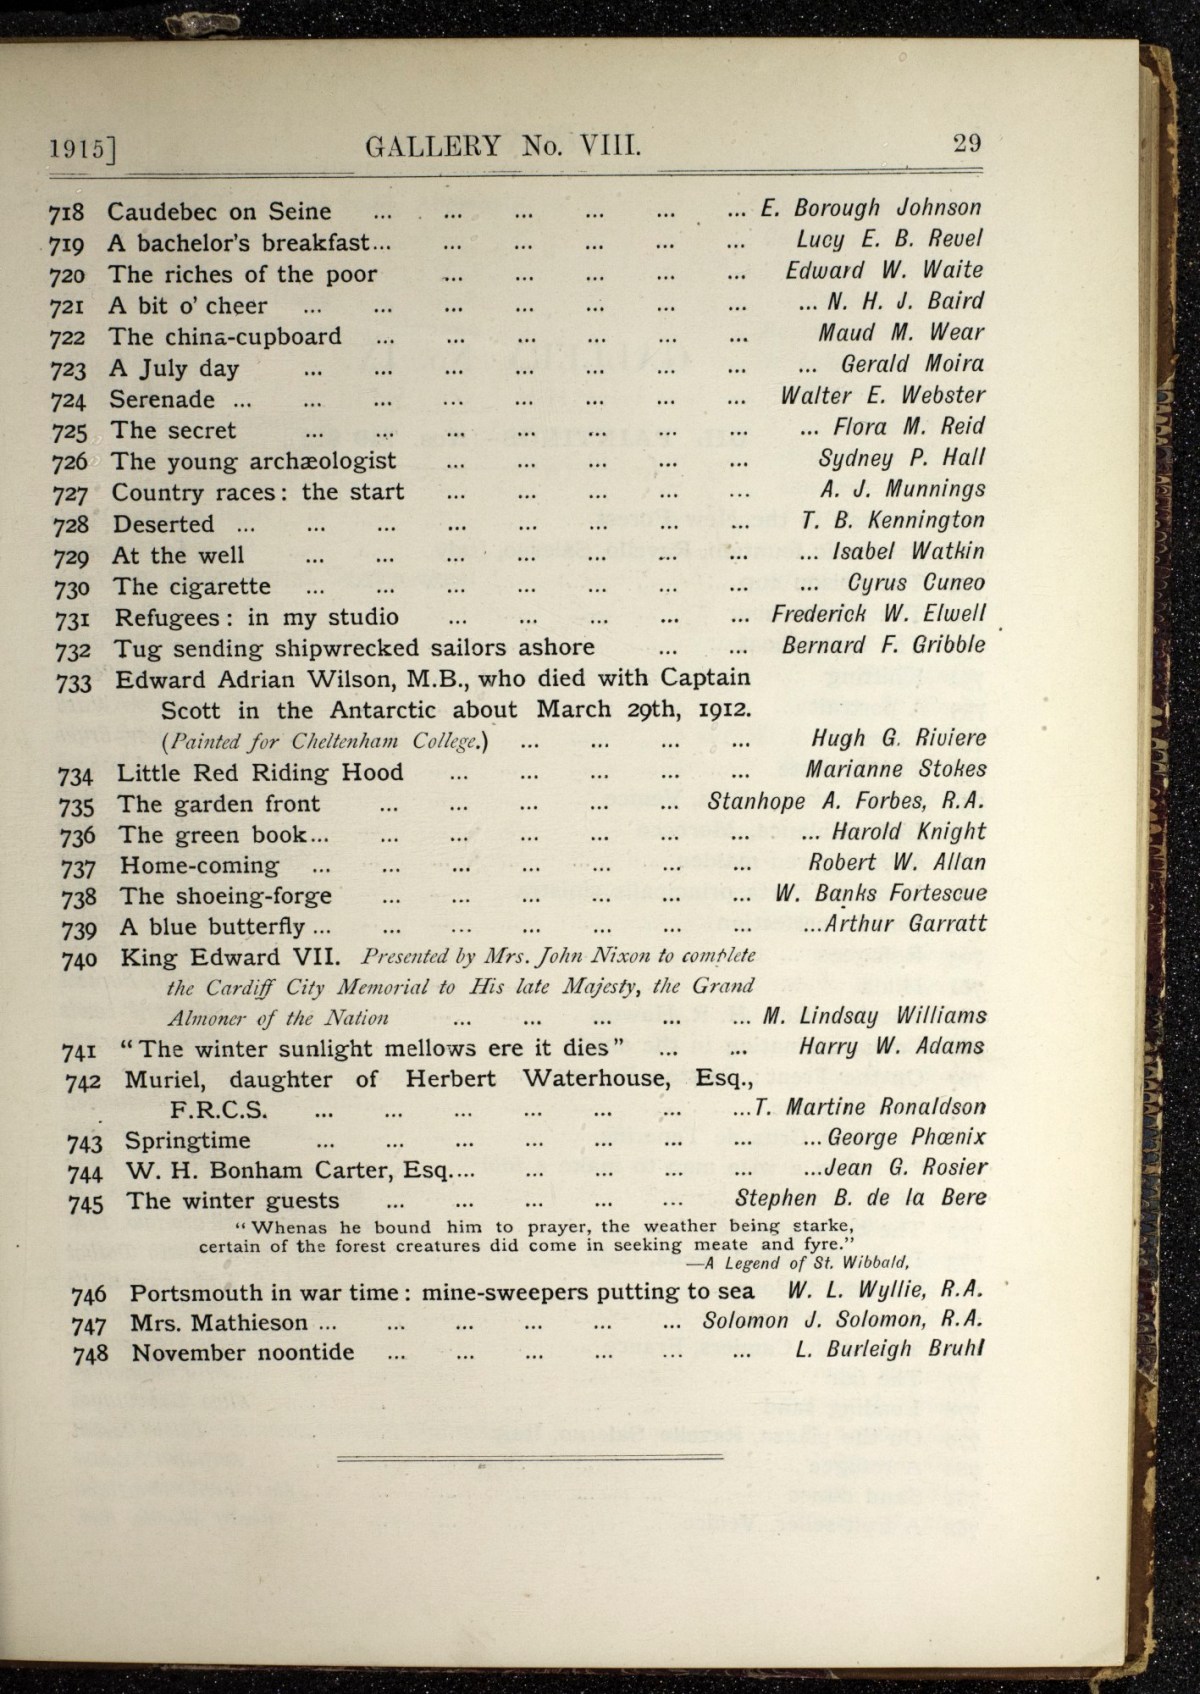 1915] GALLERY No. VIII. 29
718 Caudebec on Seine ... ... ... ... ... ... E. Borough Johnson
719 A bachelor's breakfast... ... ... ... ... ... Lucy E. B. Revel
720 The riches of the poor ... ... ... ... ... Edward W. Waite
721 A bit o' cheer ... ... ... ... ... ... ... ... N. H. J. Baird
722 The china-cupboard ... ... ... ... ... ... Maud M. Wear
723 A July day ... ... ... ... ... ... ... ... Gerald Moira
724 Serenade ... ... ... ... ... ... ... ... Walter E. Webster
725 The secret ... ... ... ... ... ... ... ... Flora M. Reid
726 The young archæologist ... ... ... ... ... Sydney P. Hall
727 Country races: the start ... ... ... ... ... A. J. Munnings
728 Deserted ... ... ... ... ... ... ... ... T. B. Kennington
729 At the well ... ... ... ... ... ... ... ... Isabel Watkin
730 The cigarette ... ... ... ... ... ... ... ... Cyrus Cuneo
731 Refugees: in my studio ... ... ... ... ... Frederick W. Elwell
732 Tug sending shipwrecked sailors ashore ... ... Bernard F. Gribble
733 Edward Adrian Wilson, M.B., who died with Captain
Scott in the Antarctic about March 29th, 1912.
(Painted for Cheltenham College.) ... ... ... ... Hugh G. Riviere
734 Little Red Riding Hood ... ... ... ... ... Marianne Stokes
735 The garden front ... ... ... ... ... Stanhope A. Forbes, R.A.
736 The green book... ... ... ... ... ... ... ... Harold Knight
737 Home-coming ... ... ... ... ... ... ... Robert W. Allan
738 The shoeing-forge ... ... ... ... ... ... W. Banks Fortescue
739 A blue butterfly ... ... ... ... ... ... ... ...Arthur Garratt
740 King Edward VII. Presented by Mrs. John Nixon to complete
the Cardiff City Memorial to His late Majesty, the Grand
Almoner of the Nation ... ... ... ... ... M. Lindsay Williams
741 "The winter sunlight mellows ere it dies" ... ... Harry W. Adams
742 Muriel, daughter of Herbert Waterhouse, Esq.,
F.R.C.S. ... ... ... ... ... ... ...T. Martine Ronaldson
743 Springtime ... ... ... ... ... ... ... ... George Phœnix
744 W. H. Bonham Carter, Esq.... ... ... ... ... ...Jean G. Rosier
745 The winter guests ... ... ... ... ... Stephen B. de la Bere
"Whenas he bound him to prayer, the weather being starke,
certain of the forest creatures did come in seeking meate and fyre."
—A Legend of St. Wibbald,
746 Portsmouth in war time: mine-sweepers putting to sea W. L. Wyllie, R.A.
747 Mrs. Mathieson ... ... ... ... ... ... Solomon J. Solomon, R.A.
748 November noontide ... ... ... ... ... ... L. Burleigh Bruhl